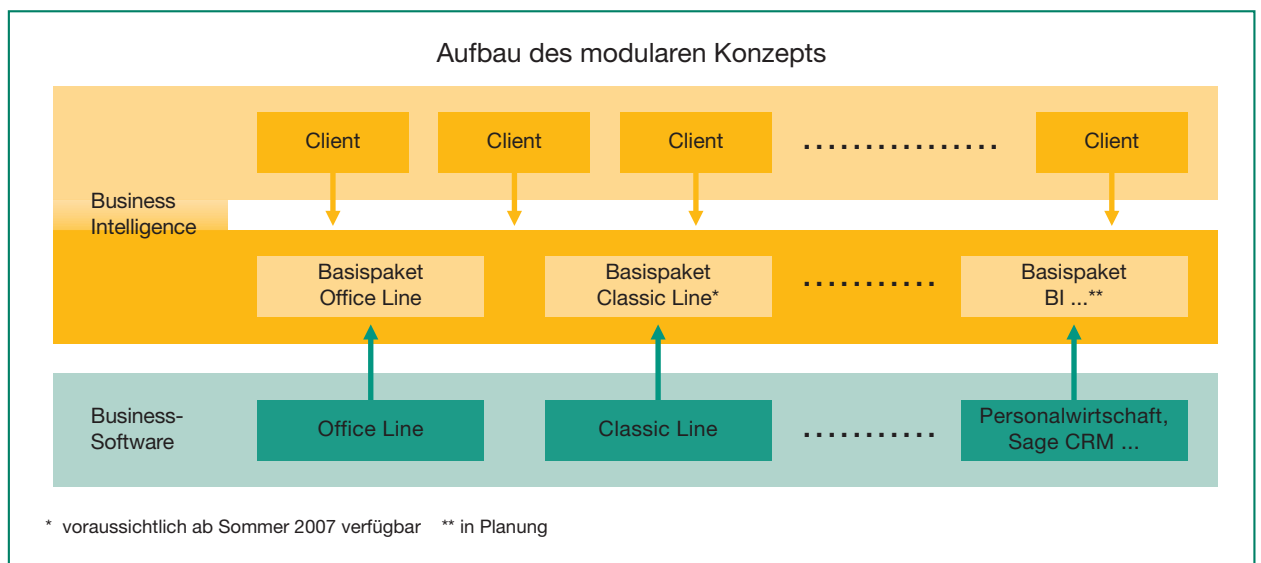 Aufbau des modularen Konzepts
Client
Client
Client
................
Client
Business
Intelligence
Basispaket
Office Line
Basispaket
Classic Line*
...........
Basispaket
BI ...**
Business-
Software
Office Line
Classic Line
...........
Personalwirtschaft,
Sage CRM ...
* voraussichtlich ab Sommer 2007 verfügbar ** in Planung